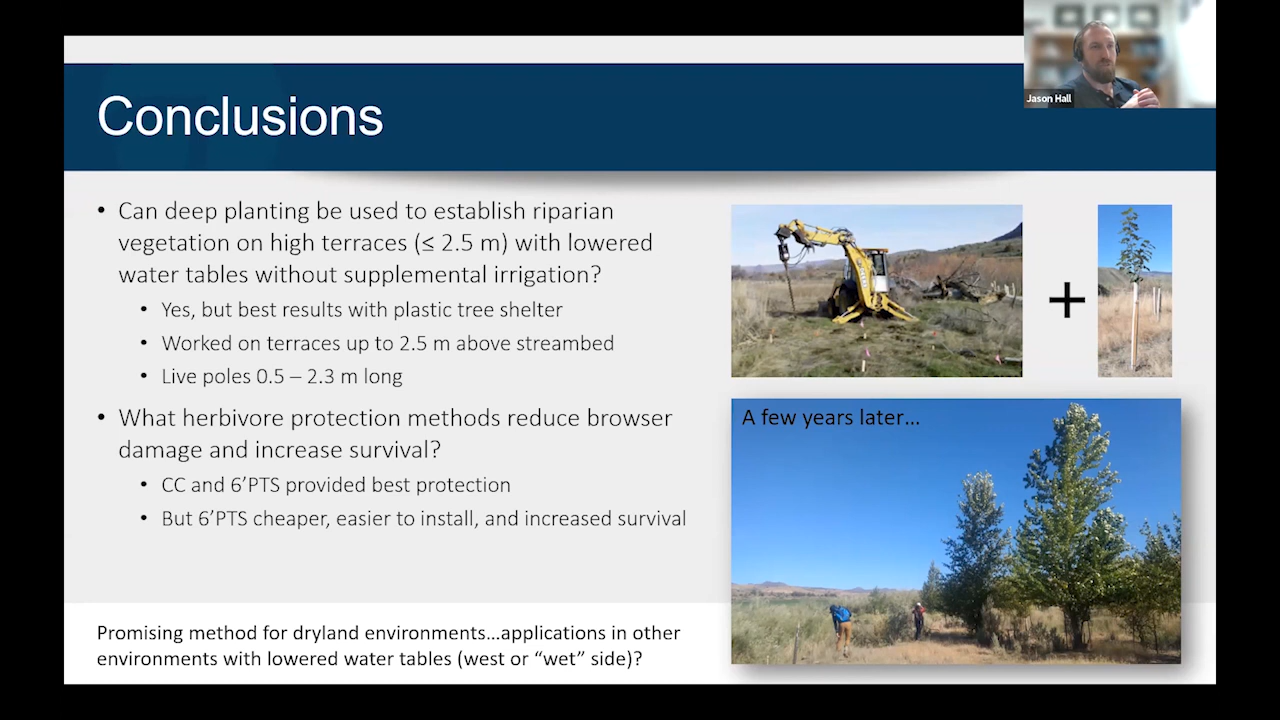 Jason Hall
Conclusions
• Can deep planting be used to establish riparian
vegetation on high terraces (≤ 2.5 m) with lowered
water tables without supplemental irrigation?
• Yes, but best results with plastic tree shelter
• Worked on terraces up to 2.5 m above streambed
• Live poles 0.5 – 2.3 m long
• What herbivore protection methods reduce browser
damage and increase survival?
• CC and 6’PTS provided best protection
• But 6’PTS cheaper, easier to install, and increased survival
+
A few years later…
Promising method for dryland environments…applications in other
environments with lowered water tables (west or “wet” side)?